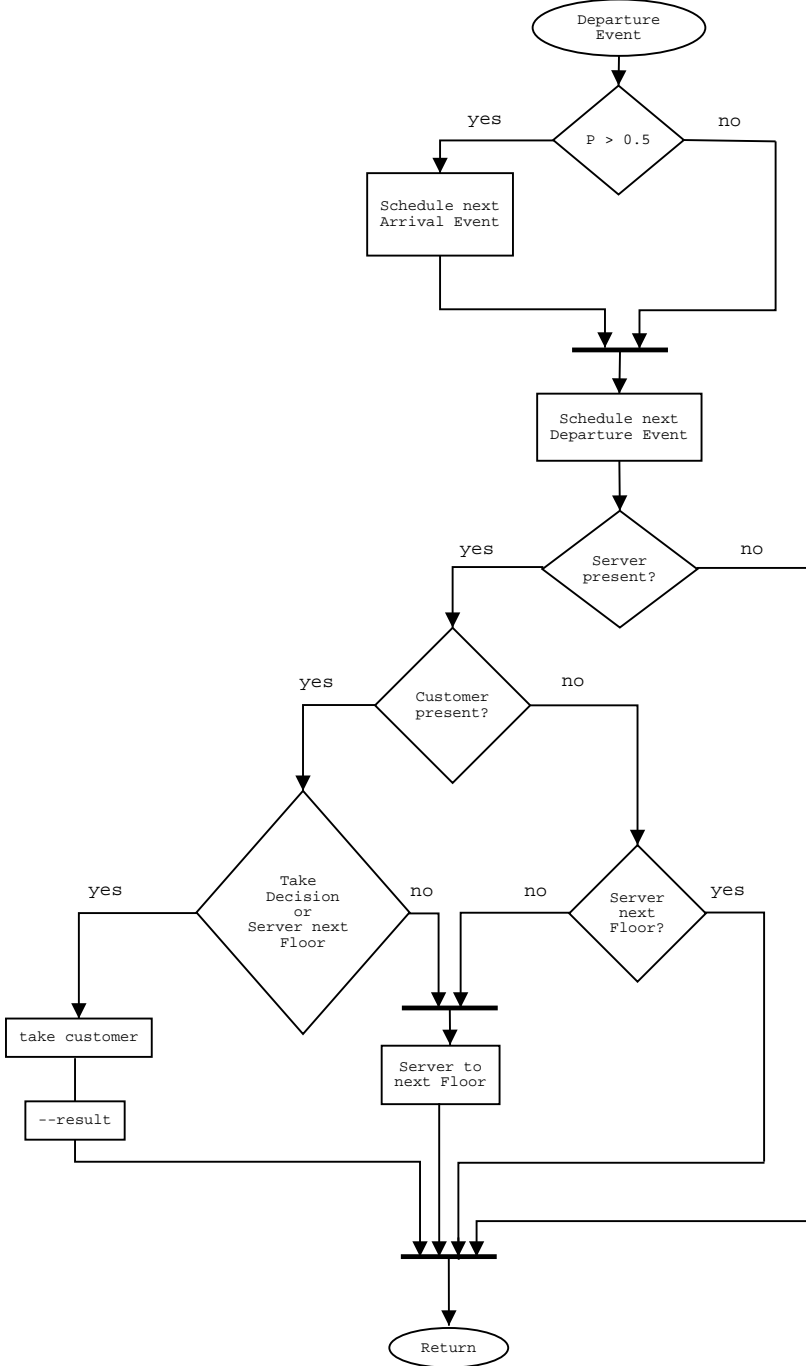 Departure
Event
P > 0.5
yes
no
Schedule next
Arrival Event
Schedule next
Departure Event
Server
present?
yes
no
Customer
present?
yes
no
Take
Decision
or
Server next
Floor
yes
no
Server
next
Floor?
no
yes
take customer
--result
Server to
next Floor
Return